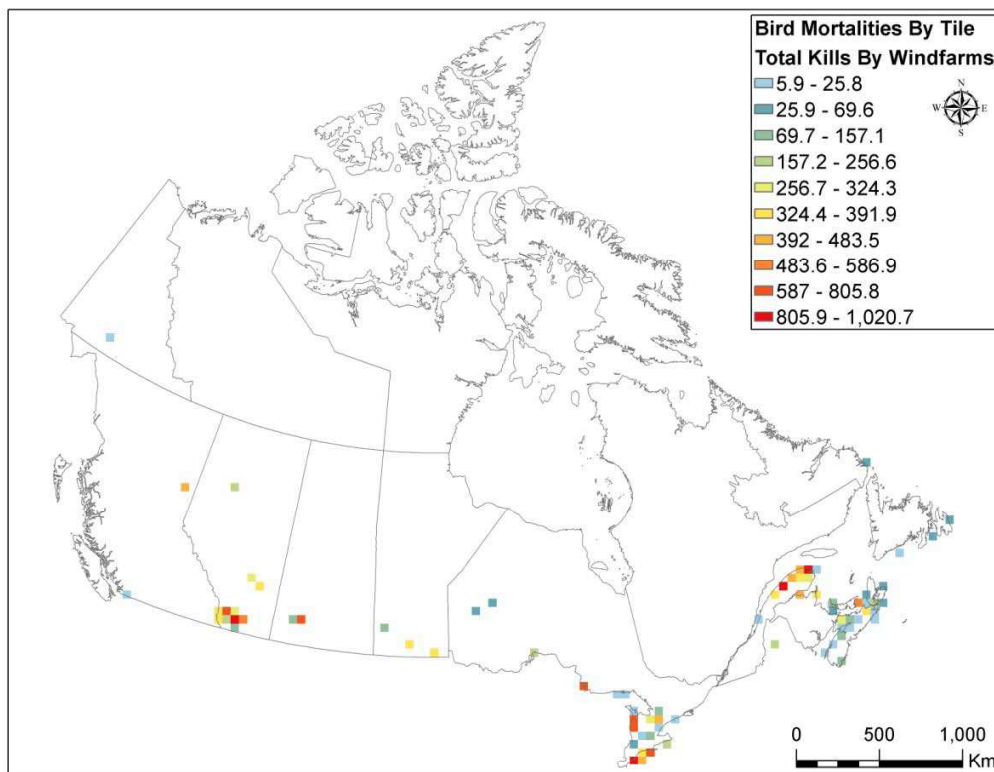 Bird Mortalities By Tile
Total Kills By Windfarms
5.9 - 25.8
25.9 - 69.6
69.7 - 157.1
157.2 - 256.6
256.7 - 324.3
324.4 - 391.9
392 - 483.5
483.6 - 586.9
587 - 805.8
805.9 - 1,020.7
N
W E
S
0 500 1,000
Km